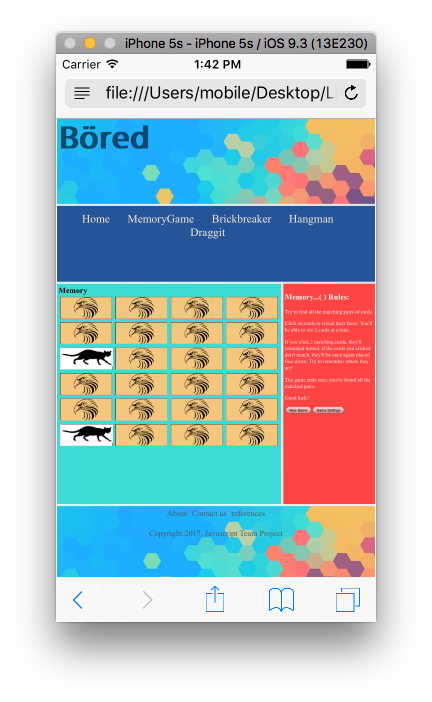 iPhone 5s - iPhone 5s / iOS 9.3 (13E230)
Carrier 1:42 PM
file:///Users/mobile/Desktop/L
Böred
Home MemoryGame Brickbreaker Hangman
Draggit
Memory
Memory...( ) Rules:
Try to find all the matching pairs of cards.
Click on cards to reveal their faces. You'll
be able to see 2 cards at a time.
If you click 2 matching cards, they'll
remained turned. If the cards you clicked
don't match, they'll be once again placed
face down. Try to remember where they
are!
The game ends once you've found all the
matched pairs.
Good luck !
New Game Game Settings
About Contact us references
Copyright 2017, Javascript Team Project